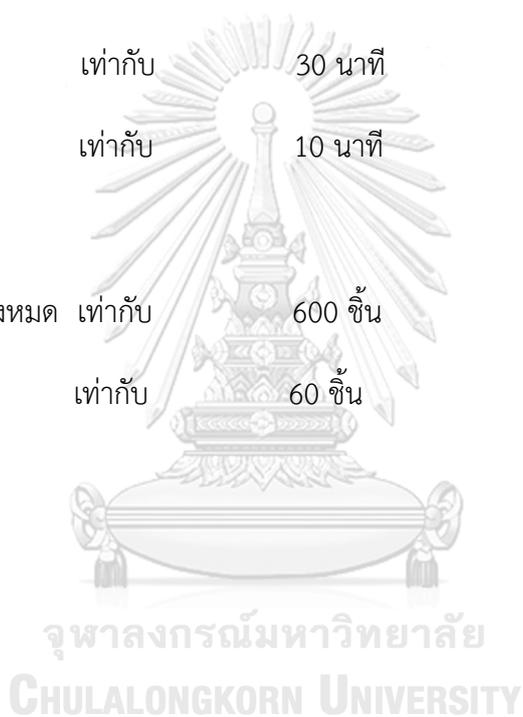 เท่ากับ 30 นาที
เท่ากับ 10 นาที
งหมด เท่ากับ 600 ชิ้น
เท่ากับ 60 ชิ้น
จุฬาลงกรณ์มหาวิทยาลัย
CHULALONGKORN UNIVERSITY